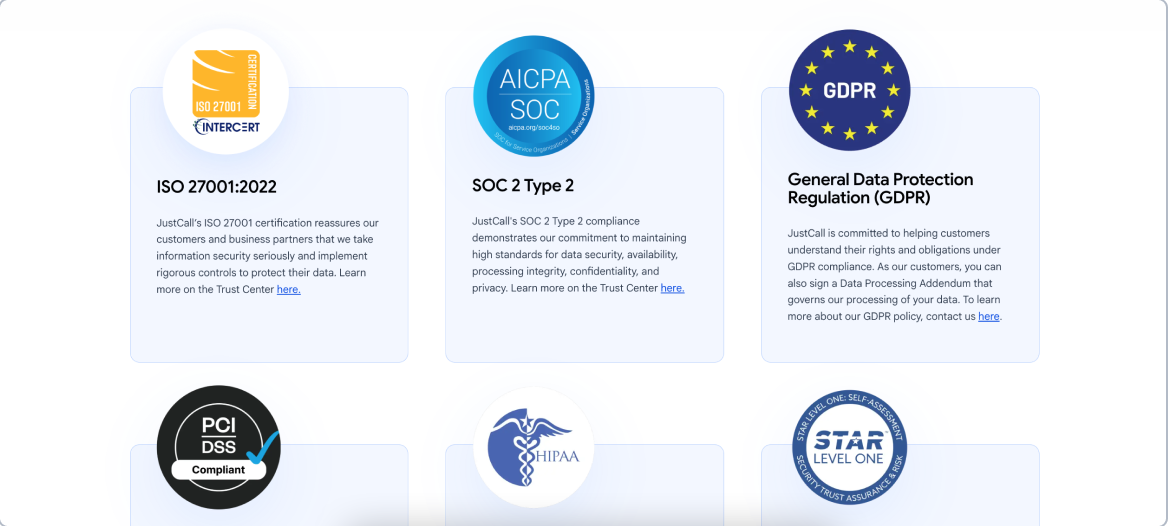 ISO 27001
CERTIFICATION
INTERCERT
AICPA
SOC
aicpa.org/soc4so
SOC for Service Organizations | Service Organizations
GDPR
ISO 27001:2022
JustCall's ISO 27001 certification reassures our
customers and business partners that we take
information security seriously and implement
rigorous controls to protect their data. Learn
more on the Trust Center here.
SOC 2 Type 2
JustCall's SOC 2 Type 2 compliance
demonstrates our commitment to maintaining
high standards for data security, availability,
processing integrity, confidentiality, and
privacy. Learn more on the Trust Center here.
General Data Protection
Regulation (GDPR)
JustCall is committed to helping customers
understand their rights and obligations under
GDPR compliance. As our customers, you can
also sign a Data Processing Addendum that
governs our processing of your data. To learn
more about our GDPR policy, contact us here.
PCI
DSS
Compliant
HIPAA
STAR LEVEL ONE: SELF-ASSESSMENT
STAR
LEVEL ONE
SECURITY TRUST ASSURANCE & RISK